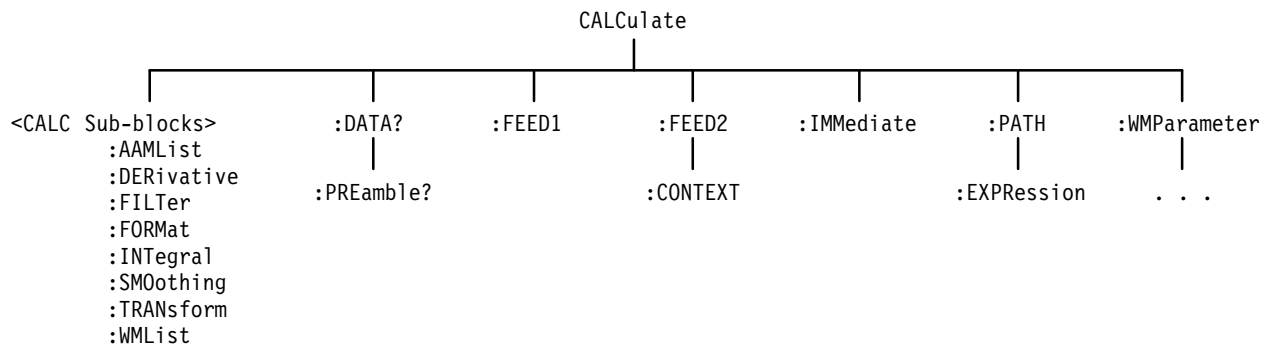 CALCulate
<CALC Sub-blocks> :DATA? :FEED1 :FEED2 :IMMediate :PATH :WMParameter
:AAMList
:DERivative
:FILTer
:FORMat
:INTegral
:SMOothing
:TRANsform
:WMList
:PREamble? :CONTEXT :EXPRession . . .